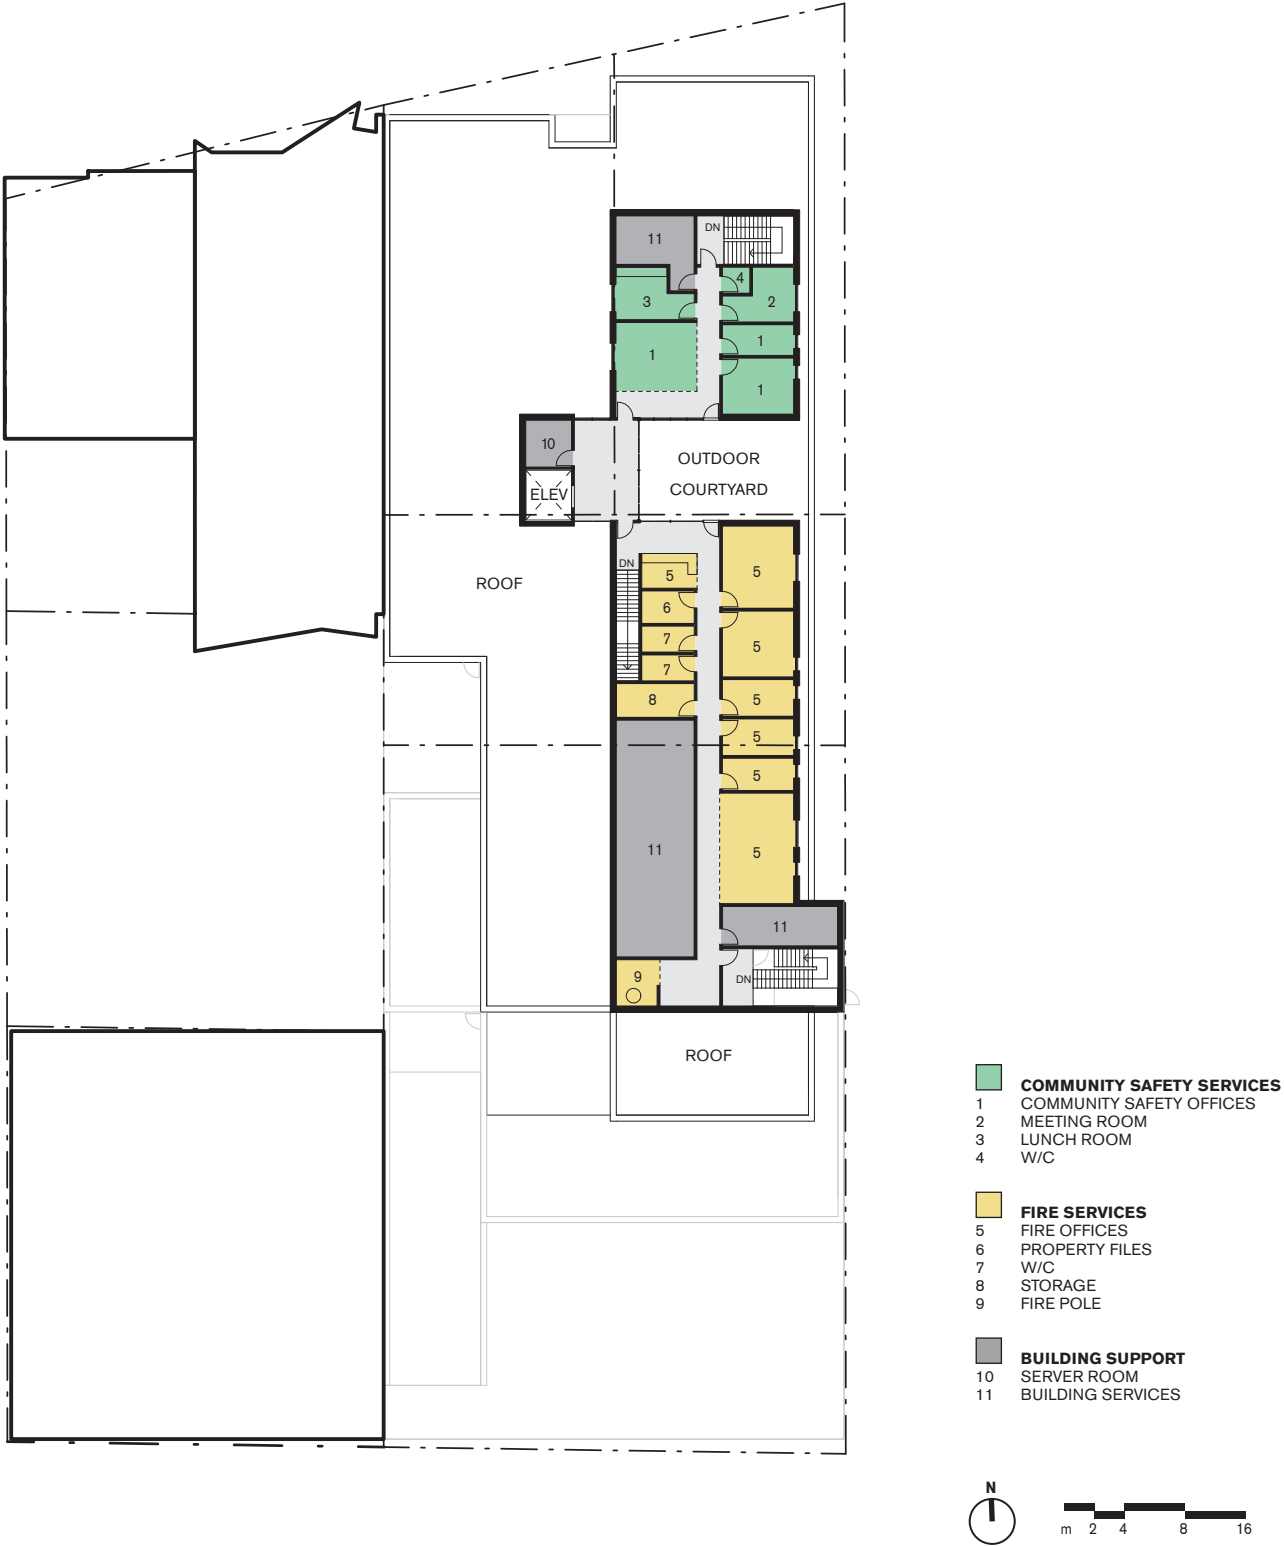 DN
11
4
3
2
1
1
1
10
OUTDOOR
COURTYARD
ELEV
DN
5
5
ROOF
6
7
5
7
8
5
5
5
11
5
11
9
DN
ROOF
COMMUNITY SAFETY SERVICES
1 COMMUNITY SAFETY OFFICES
2 MEETING ROOM
3 LUNCH ROOM
4 W/C
FIRE SERVICES
5 FIRE OFFICES
6 PROPERTY FILES
7 W/C
8 STORAGE
9 FIRE POLE
BUILDING SUPPORT
10 SERVER ROOM
11 BUILDING SERVICES
N
m 2 4 8 16